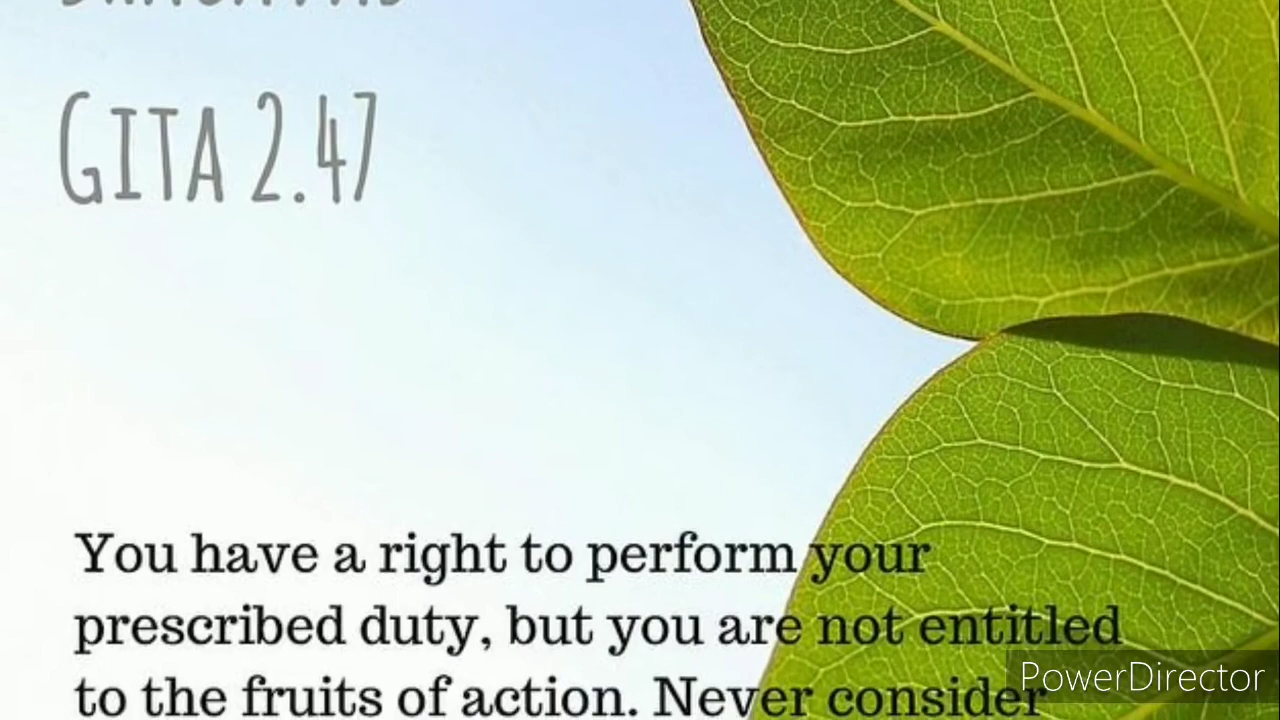 GITA 2.47
You have a right to perform your
prescribed duty, but you are not entitled
to the fruits of action. Never consider
PowerDirector